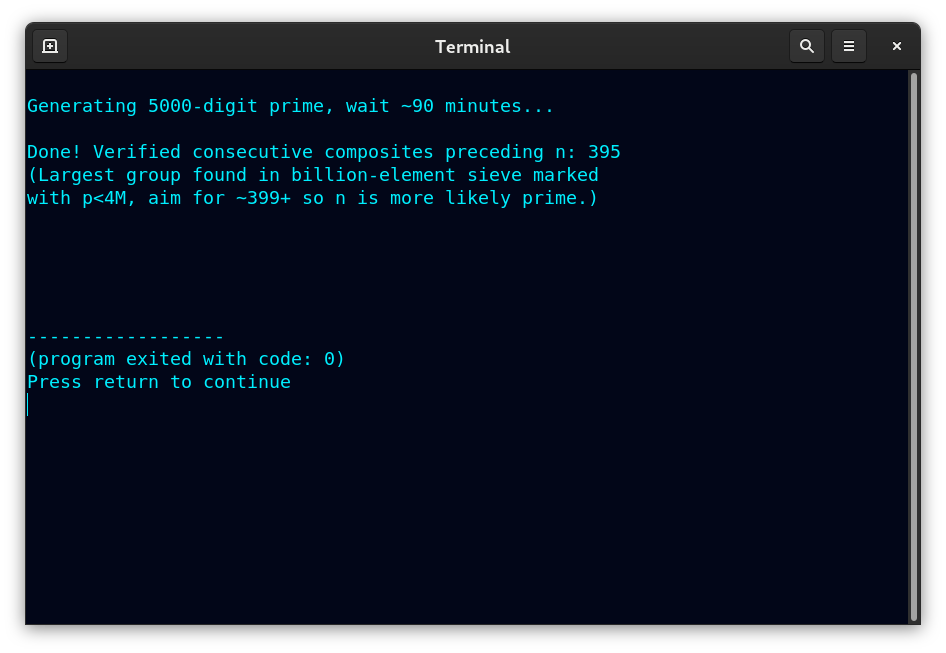 Terminal
Generating 5000-digit prime, wait ~90 minutes...
Done! Verified consecutive composites preceding n: 395
(Largest group found in billion-element sieve marked
with p<4M, aim for ~399+ so n is more likely prime.)
------------------
(program exited with code: 0)
Press return to continue